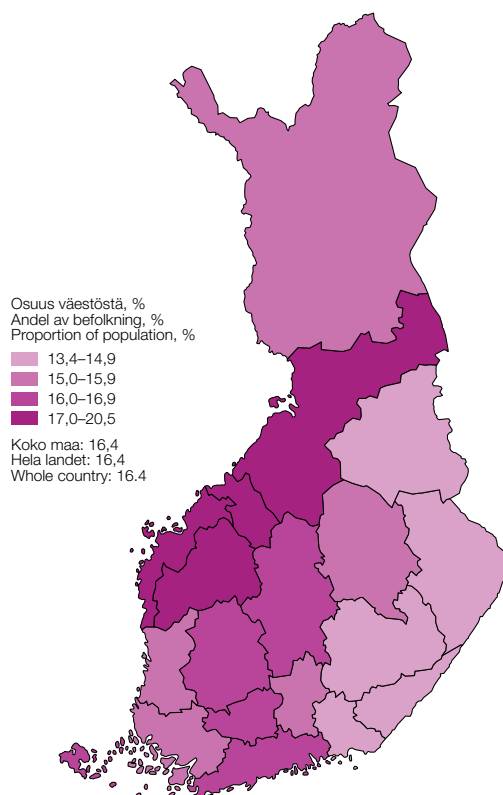 Osuus väestöstä, %
Andel av befolkning, %
Proportion of population, %
13,4–14,9
15,0–15,9
16,0–16,9
17,0–20,5
Koko maa: 16,4
Hela landet: 16,4
Whole country: 16.4